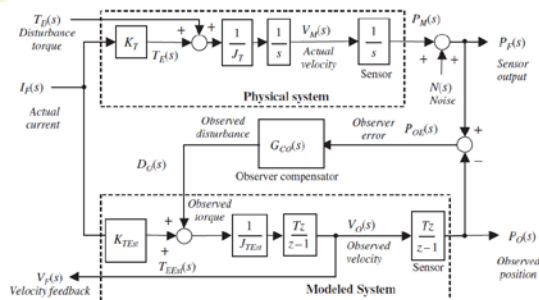 T_D(s)
Disturbance
torque
K_T
T_E(s)
1
J_T
1
s
V_M(s)
Actual
velocity
1
s
Sensor
P_M(s)
P_F(s)
Sensor
output
N(s)
Noise
I_F(s)
Actual
current
Physical system
Observed
disturbance
G_CO(s)
Observer compensator
Observer
error
P_OE(s)
D_O(s)
Observed
torque
K_TEst
T_EEst(s)
1
J_TEst
Tz
z−1
V_O(s)
Observed
velocity
Tz
z−1
Sensor
P_O(s)
Observed
position
V_F(s)
Velocity feedback
Modeled System